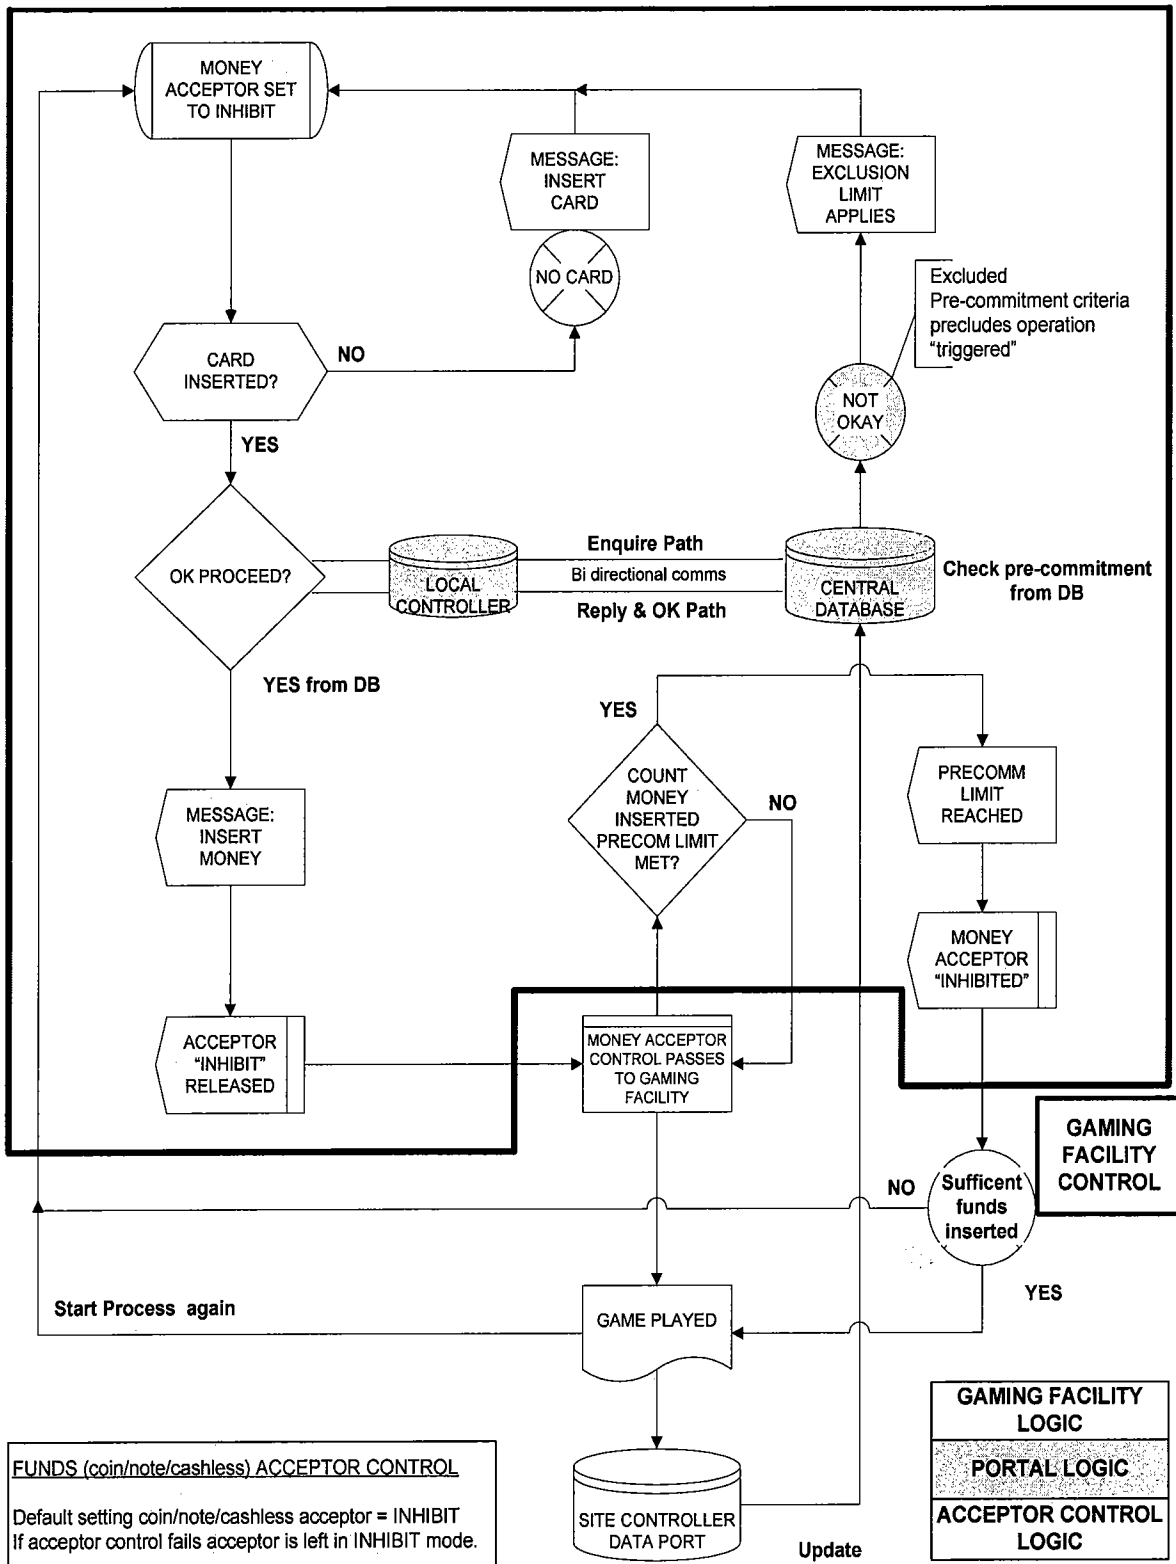 MONEY
ACCEPTOR SET
TO INHIBIT
MESSAGE:
INSERT
CARD
MESSAGE:
EXCLUSION
LIMIT
APPLIES
NO CARD
Excluded
Pre-commitment criteria
precludes operation
“triggered”
CARD
INSERTED?
NO
YES
NOT
OKAY
OK PROCEED?
LOCAL
CONTROLLER
Enquire Path
Bi directional comms
Reply & OK Path
CENTRAL
DATABASE
Check pre-commitment
from DB
YES from DB
YES
COUNT
MONEY
INSERTED
PRECOM LIMIT
MET?
NO
PRECOMM
LIMIT
REACHED
MESSAGE:
INSERT
MONEY
MONEY
ACCEPTOR
“INHIBITED”
ACCEPTOR
“INHIBIT”
RELEASED
MONEY ACCEPTOR
CONTROL PASSES
TO GAMING
FACILITY
GAMING
FACILITY
CONTROL
NO
Sufficent
funds
inserted
YES
Start Process again
GAME PLAYED
SITE CONTROLLER
DATA PORT
Update
FUNDS (coin/note/cashless) ACCEPTOR CONTROL
Default setting coin/note/cashless acceptor = INHIBIT
If acceptor control fails acceptor is left in INHIBIT mode.
GAMING FACILITY
LOGIC
PORTAL LOGIC
ACCEPTOR CONTROL
LOGIC